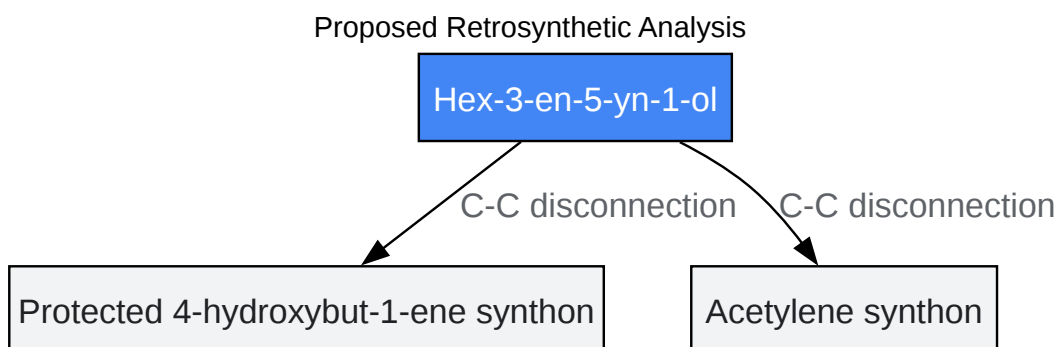 Proposed Retrosynthetic Analysis
Hex-3-en-5-yn-1-ol
C-C disconnection
C-C disconnection
Protected 4-hydroxybut-1-ene synthon
Acetylene synthon